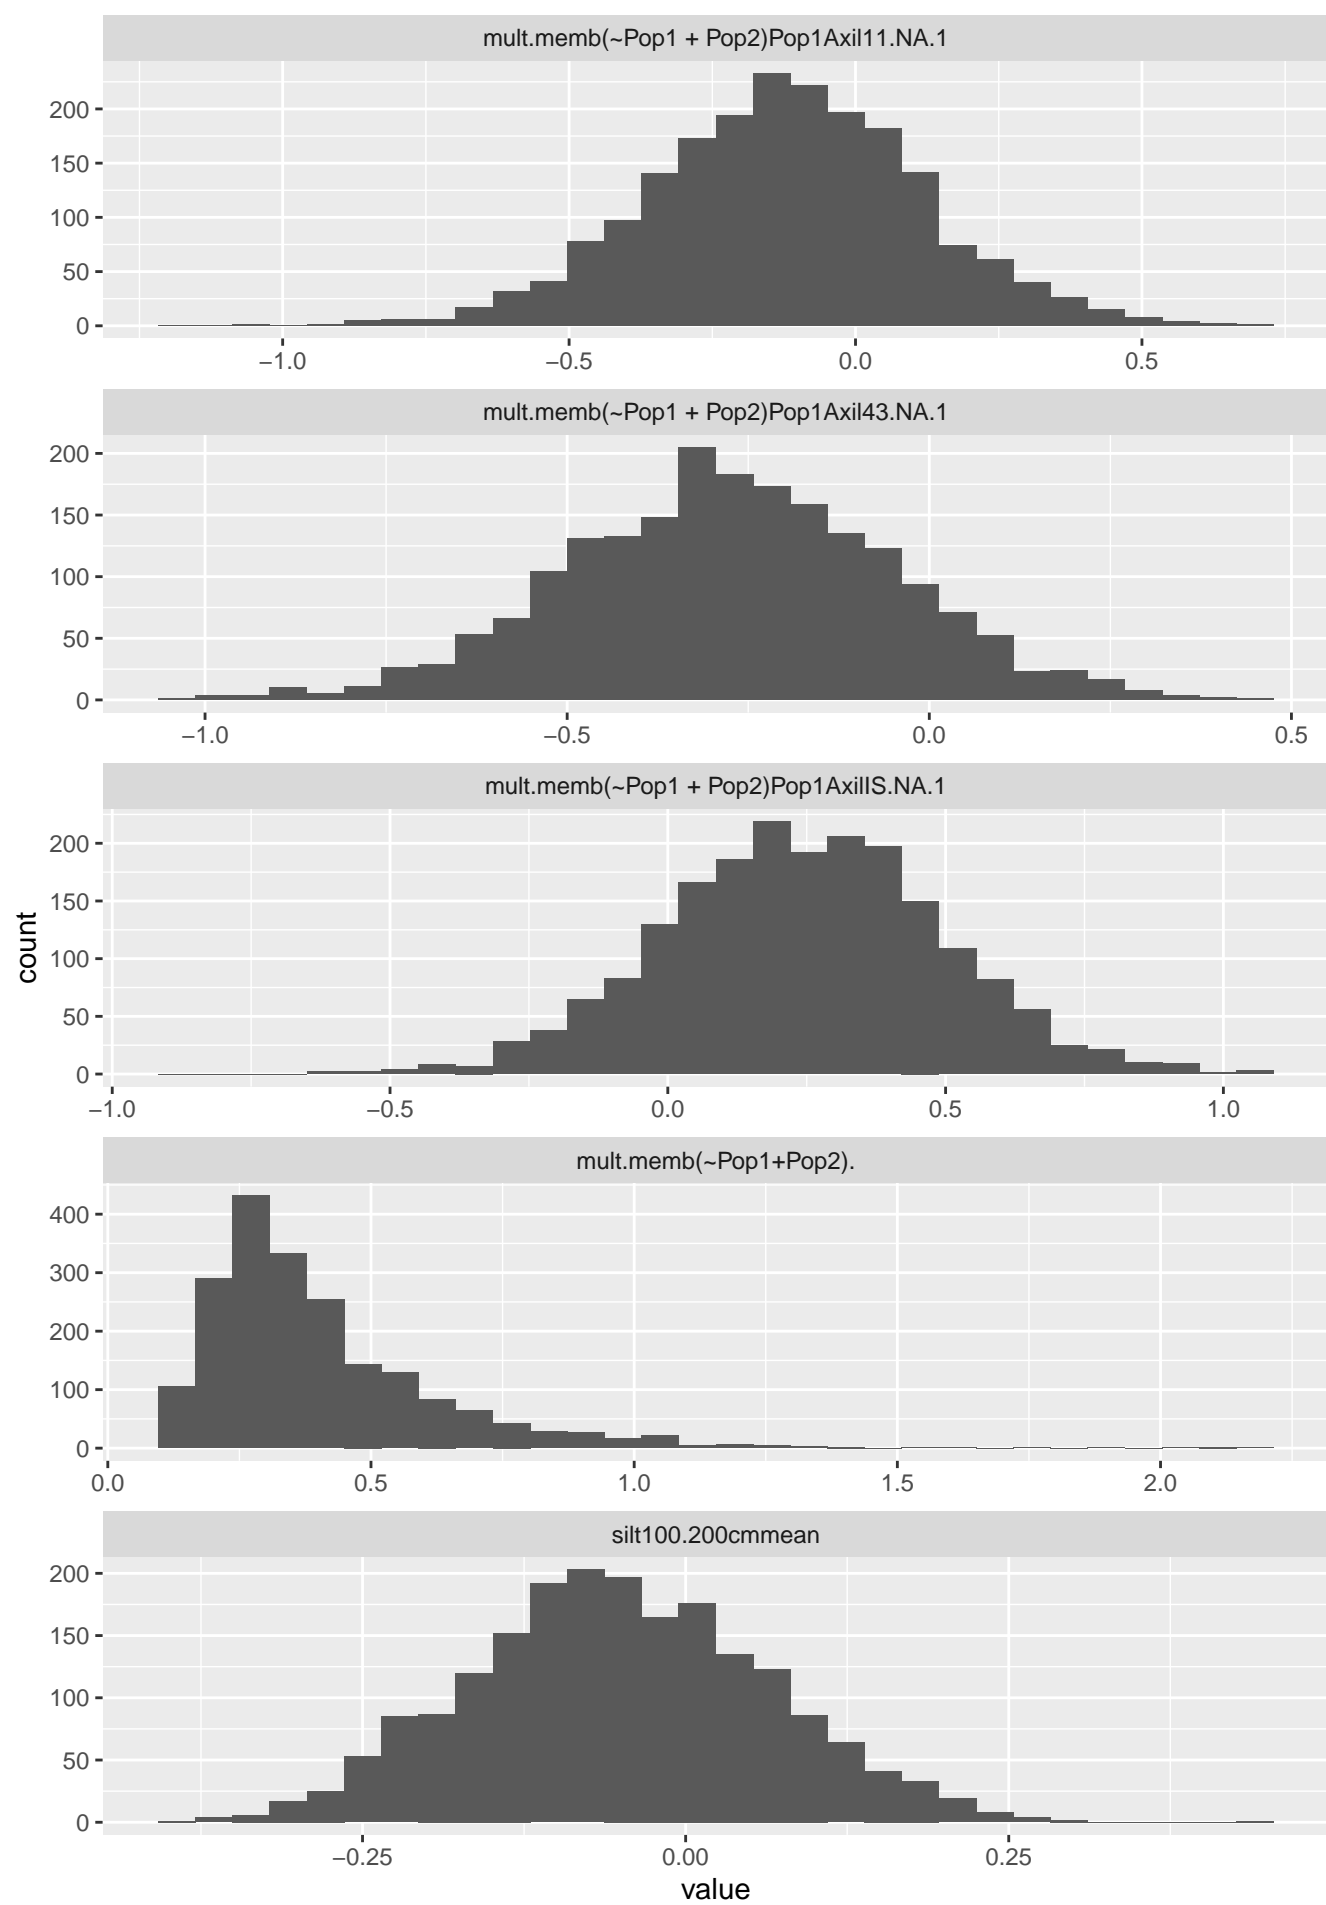 mult.memb(~Pop1 + Pop2)Pop1Axil11.NA.1
200
150
100
50
0
−1.0 −0.5 0.0 0.5
mult.memb(~Pop1 + Pop2)Pop1Axil43.NA.1
200
150
100
50
0
−1.0 −0.5 0.0 0.5
mult.memb(~Pop1 + Pop2)Pop1AxilIS.NA.1
200
150
100
50
0
−1.0 −0.5 0.0 0.5 1.0
count
mult.memb(~Pop1+Pop2).
400
300
200
100
0
0.0 0.5 1.0 1.5 2.0
silt100.200cmmean
200
150
100
50
0
−0.25 0.00 0.25
value